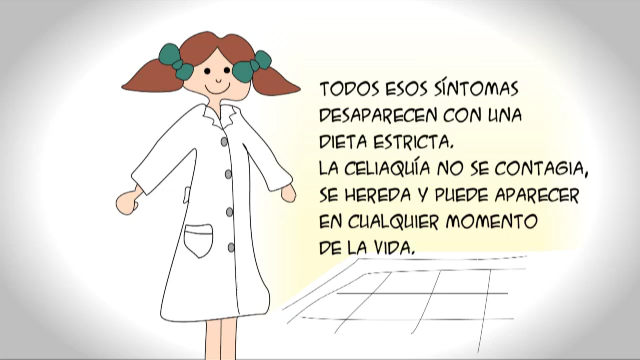 TODOS ESOS SÍNTOMAS
DESAPARECEN CON UNA
DIETA ESTRICTA.
LA CELIAQUÍA NO SE CONTAGIA,
SE HEREDA Y PUEDE APARECER
EN CUALQUIER MOMENTO
DE LA VIDA.